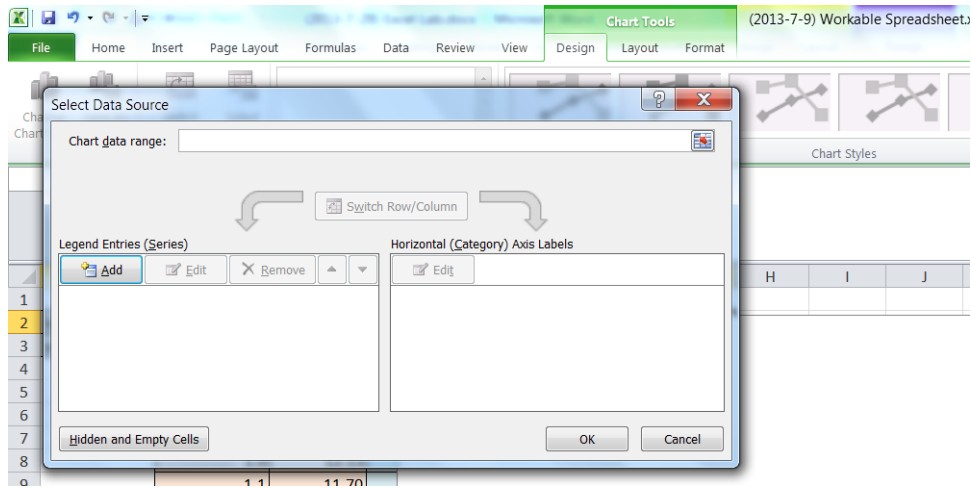 Chart Tools
(2013-7-9) Workable Spreadsheet.x
File Home Insert Page Layout Formulas Data Review View Design Layout Format
Select Data Source
Cha
Chart
Chart data range:
Chart Styles
Switch Row/Column
Legend Entries (Series)
Horizontal (Category) Axis Labels
Add Edit Remove
Edit
H I J
1
2
3
4
5
6
7
8
9
Hidden and Empty Cells
OK Cancel
1.1 11.70